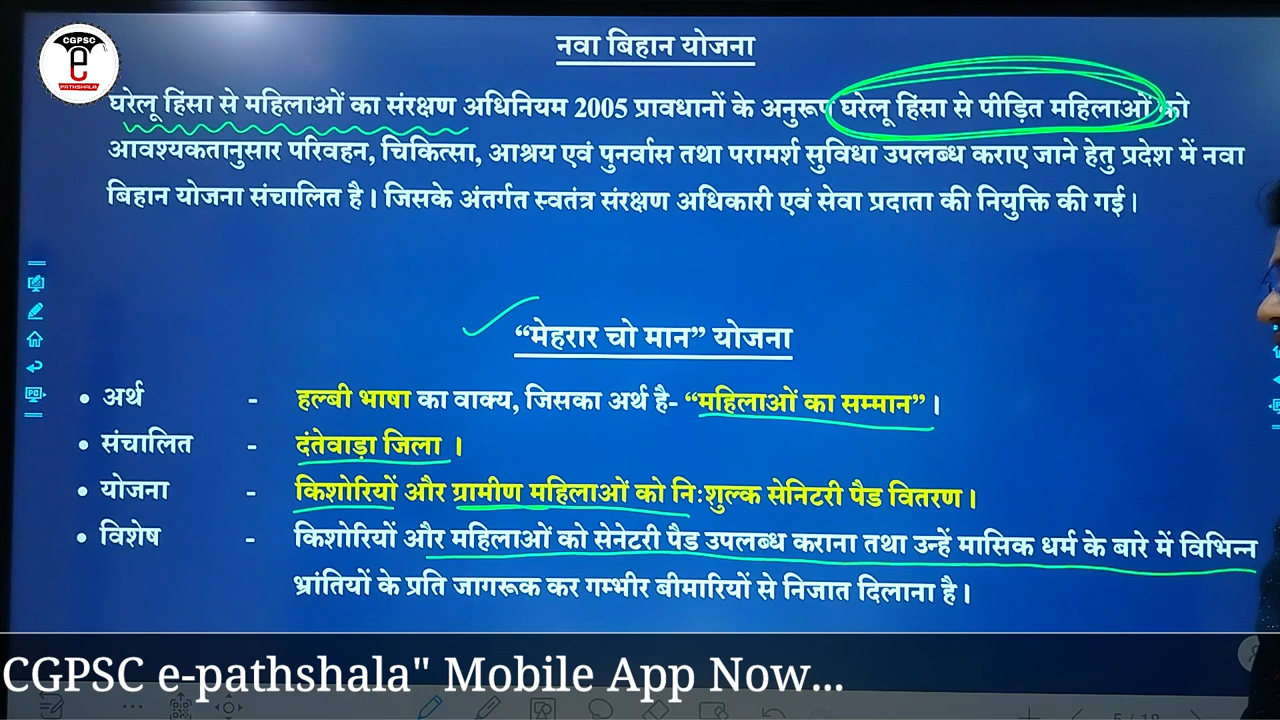 CGPSC
e
PATHSHALA
नवा बिहान योजना
घरेलू हिंसा से महिलाओं का संरक्षण अधिनियम 2005 प्रावधानों के अनुरूप घरेलू हिंसा से पीड़ित महिलाओं को
आवश्यकतानुसार परिवहन, चिकित्सा, आश्रय एवं पुनर्वास तथा परामर्श सुविधा उपलब्ध कराए जाने हेतु प्रदेश में नवा
बिहान योजना संचालित है। जिसके अंतर्गत स्वतंत्र संरक्षण अधिकारी एवं सेवा प्रदाता की नियुक्ति की गई।
“मेहरार चो मान” योजना
• अर्थ - हल्बी भाषा का वाक्य, जिसका अर्थ है- “महिलाओं का सम्मान”।
• संचालित - दंतेवाड़ा जिला ।
• योजना - किशोरियों और ग्रामीण महिलाओं को नि:शुल्क सेनिटरी पैड वितरण।
• विशेष - किशोरियों और महिलाओं को सेनेटरी पैड उपलब्ध कराना तथा उन्हें मासिक धर्म के बारे में विभिन्न
भ्रांतियों के प्रति जागरूक कर गम्भीर बीमारियों से निजात दिलाना है।
CGPSC e-pathshala" Mobile App Now...